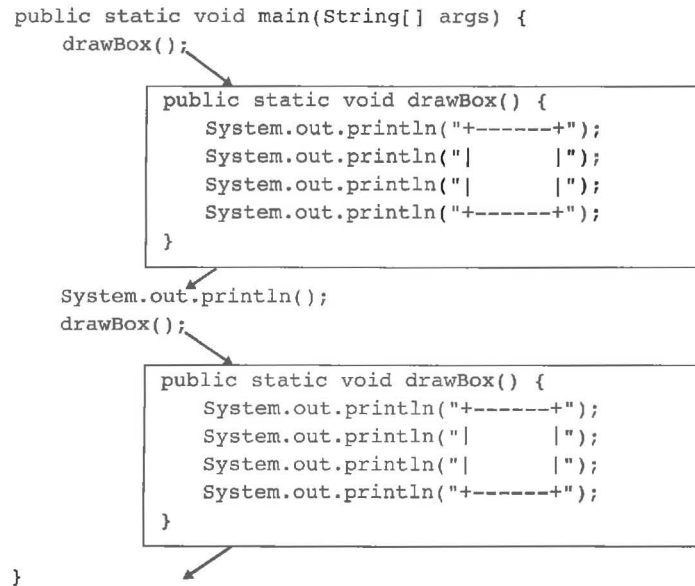 public static void main(String[] args) {
    drawBox();
        public static void drawBox() {
            System.out.println("+------+");
            System.out.println("|      |");
            System.out.println("|      |");
            System.out.println("+------+");
        }
    System.out.println();
    drawBox();
        public static void drawBox() {
            System.out.println("+------+");
            System.out.println("|      |");
            System.out.println("|      |");
            System.out.println("+------+");
        }
}